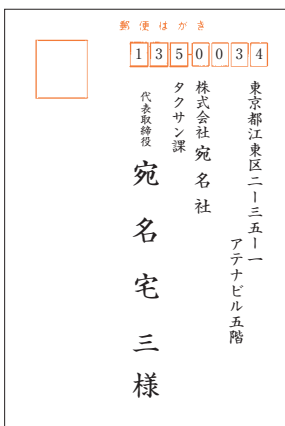 郵便はがき
135-0034
東京都江東区二ー三五ー一
アテナビル五階
株式会社 宛名社
タクサン課
代表取締役 宛名宅三様